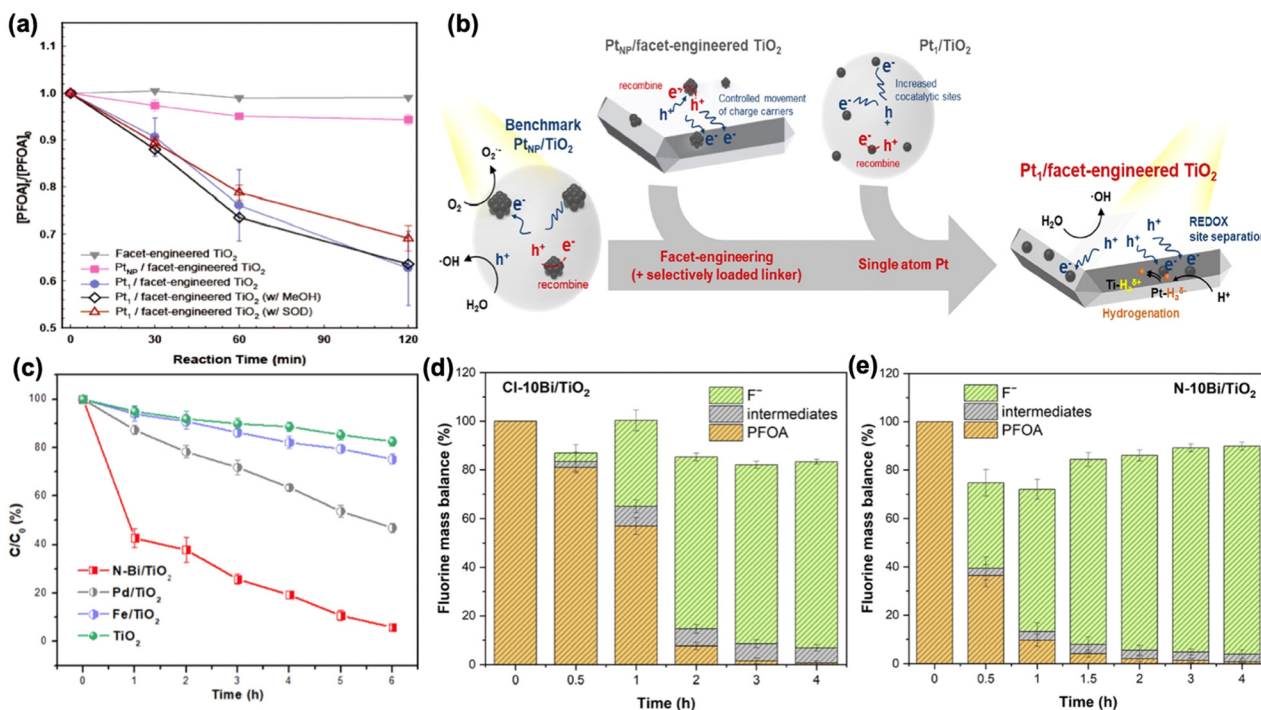 (a)
1.1
1.0
0.9
0.8
0.7
0.6
0.5
[PFOA]/[PFOA]₀
Facet-engineered TiO₂
Pt_NP / facet-engineered TiO₂
Pt₁ / facet-engineered TiO₂
Pt₁ / facet-engineered TiO₂ (w/ MeOH)
Pt₁ / facet-engineered TiO₂ (w/ SOD)
0 30 60 90 120
Reaction Time (min)
(b)
Pt_NP/facet-engineered TiO₂
recombine
e⁻
h⁺
h⁺
Controlled movement
of charge carriers
e⁻
e⁻
Pt₁/TiO₂
e⁻
Increased
cocatalytic sites
e⁻
h
+
h⁺
e⁻
recombine
Benchmark
Pt_NP/TiO₂
O₂·⁻
O₂
e⁻
·OH
h⁺
h⁺
e⁻
H₂O
recombine
Facet-engineering
(+ selectively loaded linker)
Single atom Pt
Pt₁/facet-engineered TiO₂
·OH
H₂O
h⁺
h⁺
h⁺
REDOX
site separation
e⁻
e⁻
Ti-H_a^δ+
Pt-H_a^δ-
H⁺
Hydrogenation
(c)
100
80
60
40
20
0
C/C₀ (%)
N-Bi/TiO₂
Pd/TiO₂
Fe/TiO₂
TiO₂
0 1 2 3 4 5 6
Time (h)
(d)
Cl-10Bi/TiO₂
F⁻
intermediates
PFOA
120
100
80
60
40
20
0
Fluorine mass balance (%)
0 0.5 1 2 3 4
Time (h)
(e)
N-10Bi/TiO₂
F⁻
intermediates
PFOA
120
100
80
60
40
20
0
Fluorine mass balance (%)
0 0.5 1 1.5 2 3 4
Time (h)